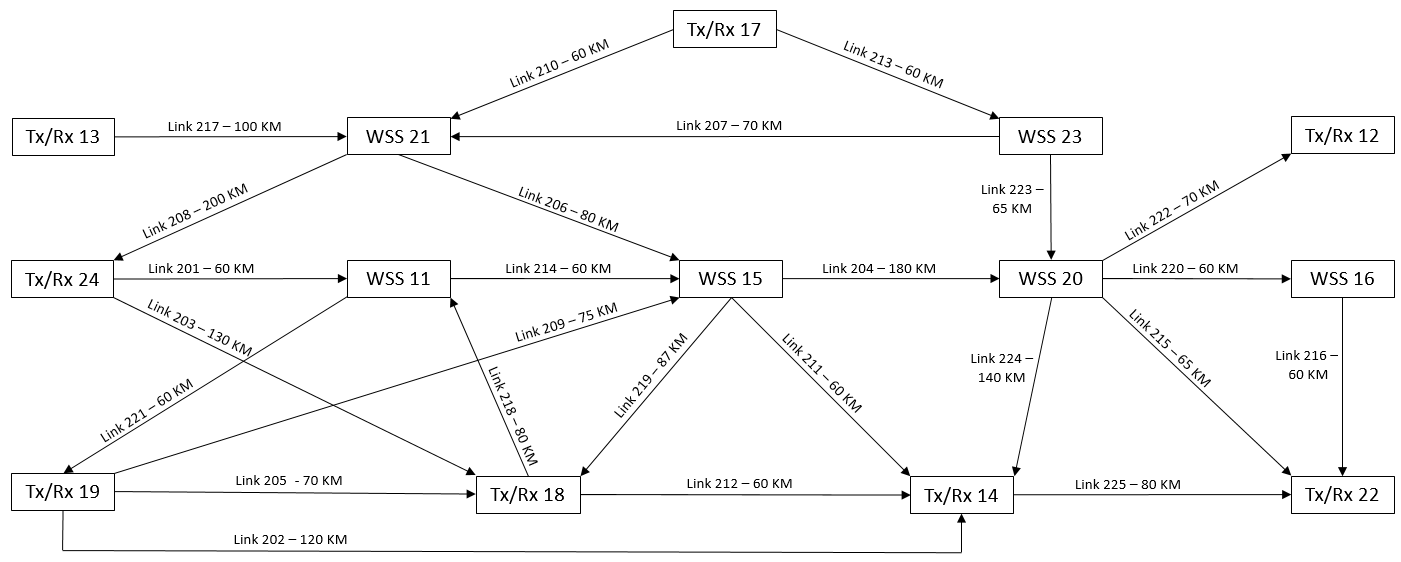 Tx/Rx 17
Link 210 – 60 KM
Link 213 – 60 KM
Tx/Rx 13
Link 217 – 100 KM
WSS 21
Link 207 – 70 KM
WSS 23
Tx/Rx 12
Link 208 – 200 KM
Link 206 – 80 KM
Link 223 –
65 KM
Link 222 – 70 KM
Tx/Rx 24
Link 201 – 60 KM
WSS 11
Link 214 – 60 KM
WSS 15
Link 204 – 180 KM
WSS 20
Link 220 – 60 KM
WSS 16
Link 203 – 130 KM
Link 209 – 75 KM
Link 221 – 60 KM
Link 218 – 80 KM
Link 219 – 87 KM
Link 211 – 60 KM
Link 224 –
140 KM
Link 215 – 65 KM
Link 216 –
60 KM
Tx/Rx 19
Link 205 - 70 KM
Tx/Rx 18
Link 212 – 60 KM
Tx/Rx 14
Link 225 – 80 KM
Tx/Rx 22
Link 202 – 120 KM